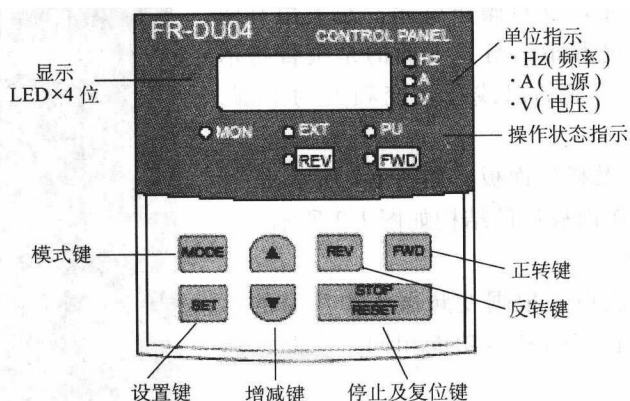 FR-DU04
CONTROL PANEL
Hz
A
V
显示
LED×4 位
单位指示
·Hz( 频率 )
·A( 电源 )
·V( 电压 )
MON
EXT
PU
操作状态指示
REV
FWD
模式键
MODE
▲
REV
FWD
正转键
反转键
SET
▼
STOP
RESET
设置键
增减键
停止及复位键